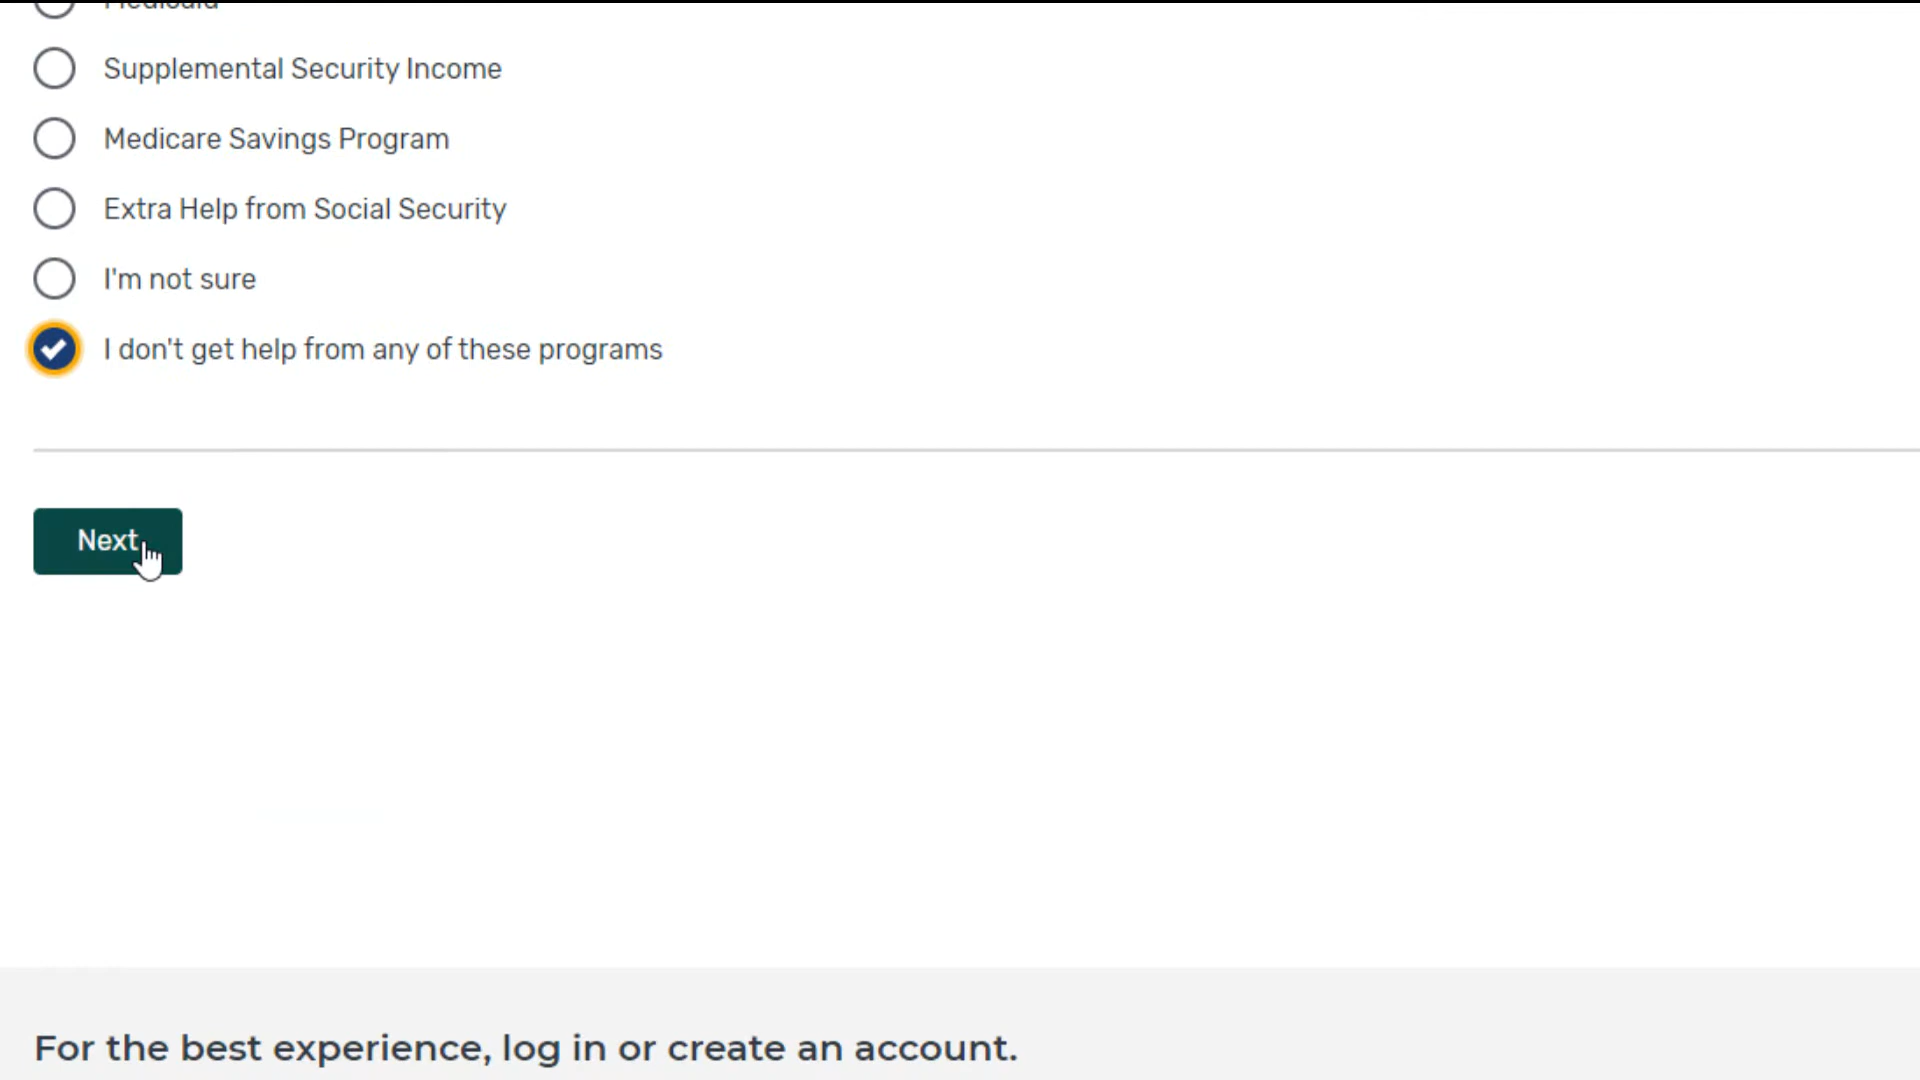 Medicaid
Supplemental Security Income
Medicare Savings Program
Extra Help from Social Security
I'm not sure
I don't get help from any of these programs
Next
For the best experience, log in or create an account.